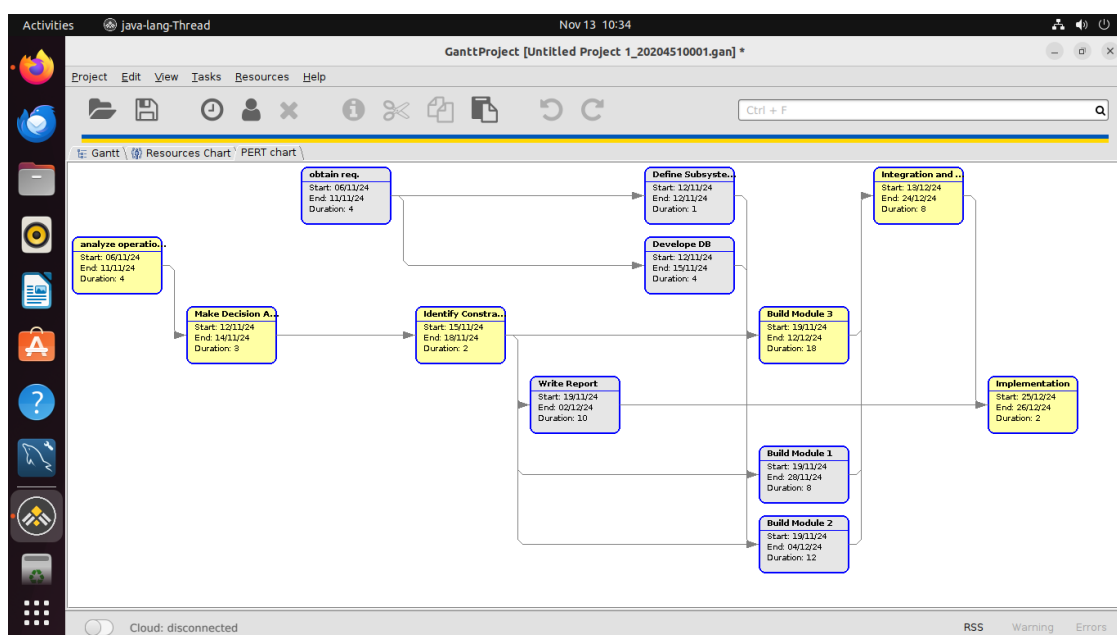 Activities java-lang-Thread Nov 13 10:34
GanttProject [Untitled Project 1_20204510001.gan] *
Project Edit View Tasks Resources Help
Ctrl + F
Gantt Resources Chart PERT chart
obtain req.
Start: 06/11/24
End: 11/11/24
Duration: 4
Define Subsyste...
Start: 12/11/24
End: 12/11/24
Duration: 1
Integration and ...
Start: 13/12/24
End: 24/12/24
Duration: 8
analyze operatio...
Start: 06/11/24
End: 11/11/24
Duration: 4
Develope DB
Start: 12/11/24
End: 15/11/24
Duration: 4
Make Decision A...
Start: 12/11/24
End: 14/11/24
Duration: 3
Identify Constra...
Start: 15/11/24
End: 18/11/24
Duration: 2
Build Module 3
Start: 19/11/24
End: 12/12/24
Duration: 18
Write Report
Start: 19/11/24
End: 02/12/24
Duration: 10
Implementation
Start: 25/12/24
End: 26/12/24
Duration: 2
Build Module 1
Start: 19/11/24
End: 28/11/24
Duration: 8
Build Module 2
Start: 19/11/24
End: 04/12/24
Duration: 12
Cloud: disconnected RSS Warning Errors